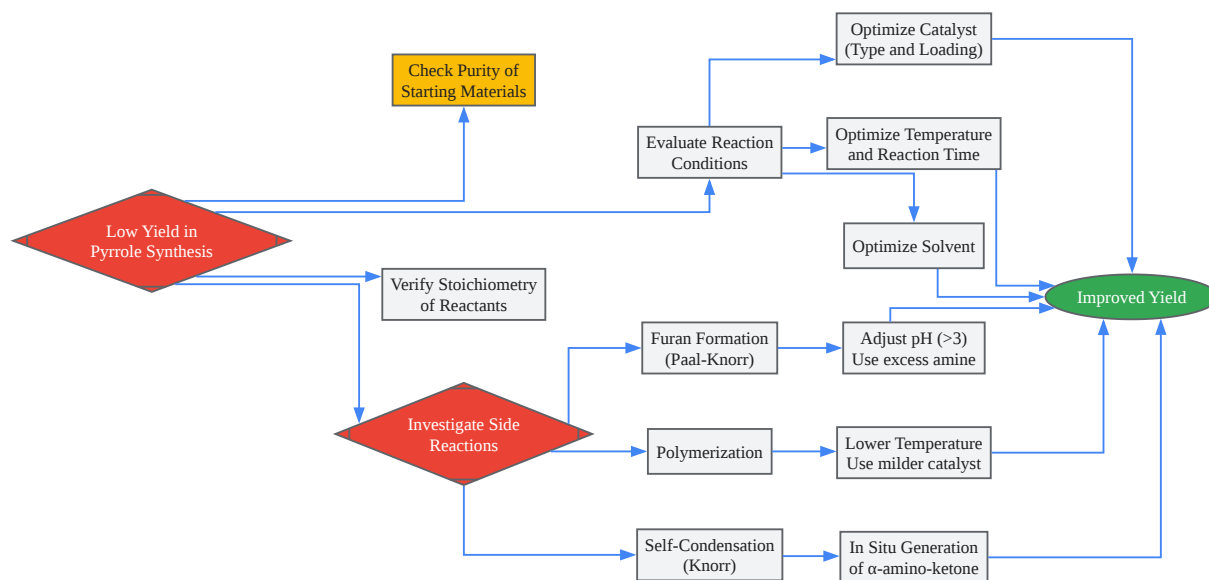 Low Yield in
Pyrrole Synthesis
Check Purity of
Starting Materials
Evaluate Reaction
Conditions
Optimize Catalyst
(Type and Loading)
Optimize Temperature
and Reaction Time
Optimize Solvent
Verify Stoichiometry
of Reactants
Investigate Side
Reactions
Furan Formation
(Paal-Knorr)
Adjust pH (>3)
Use excess amine
Polymerization
Lower Temperature
Use milder catalyst
Self-Condensation
(Knorr)
In Situ Generation
of α-amino-ketone
Improved Yield